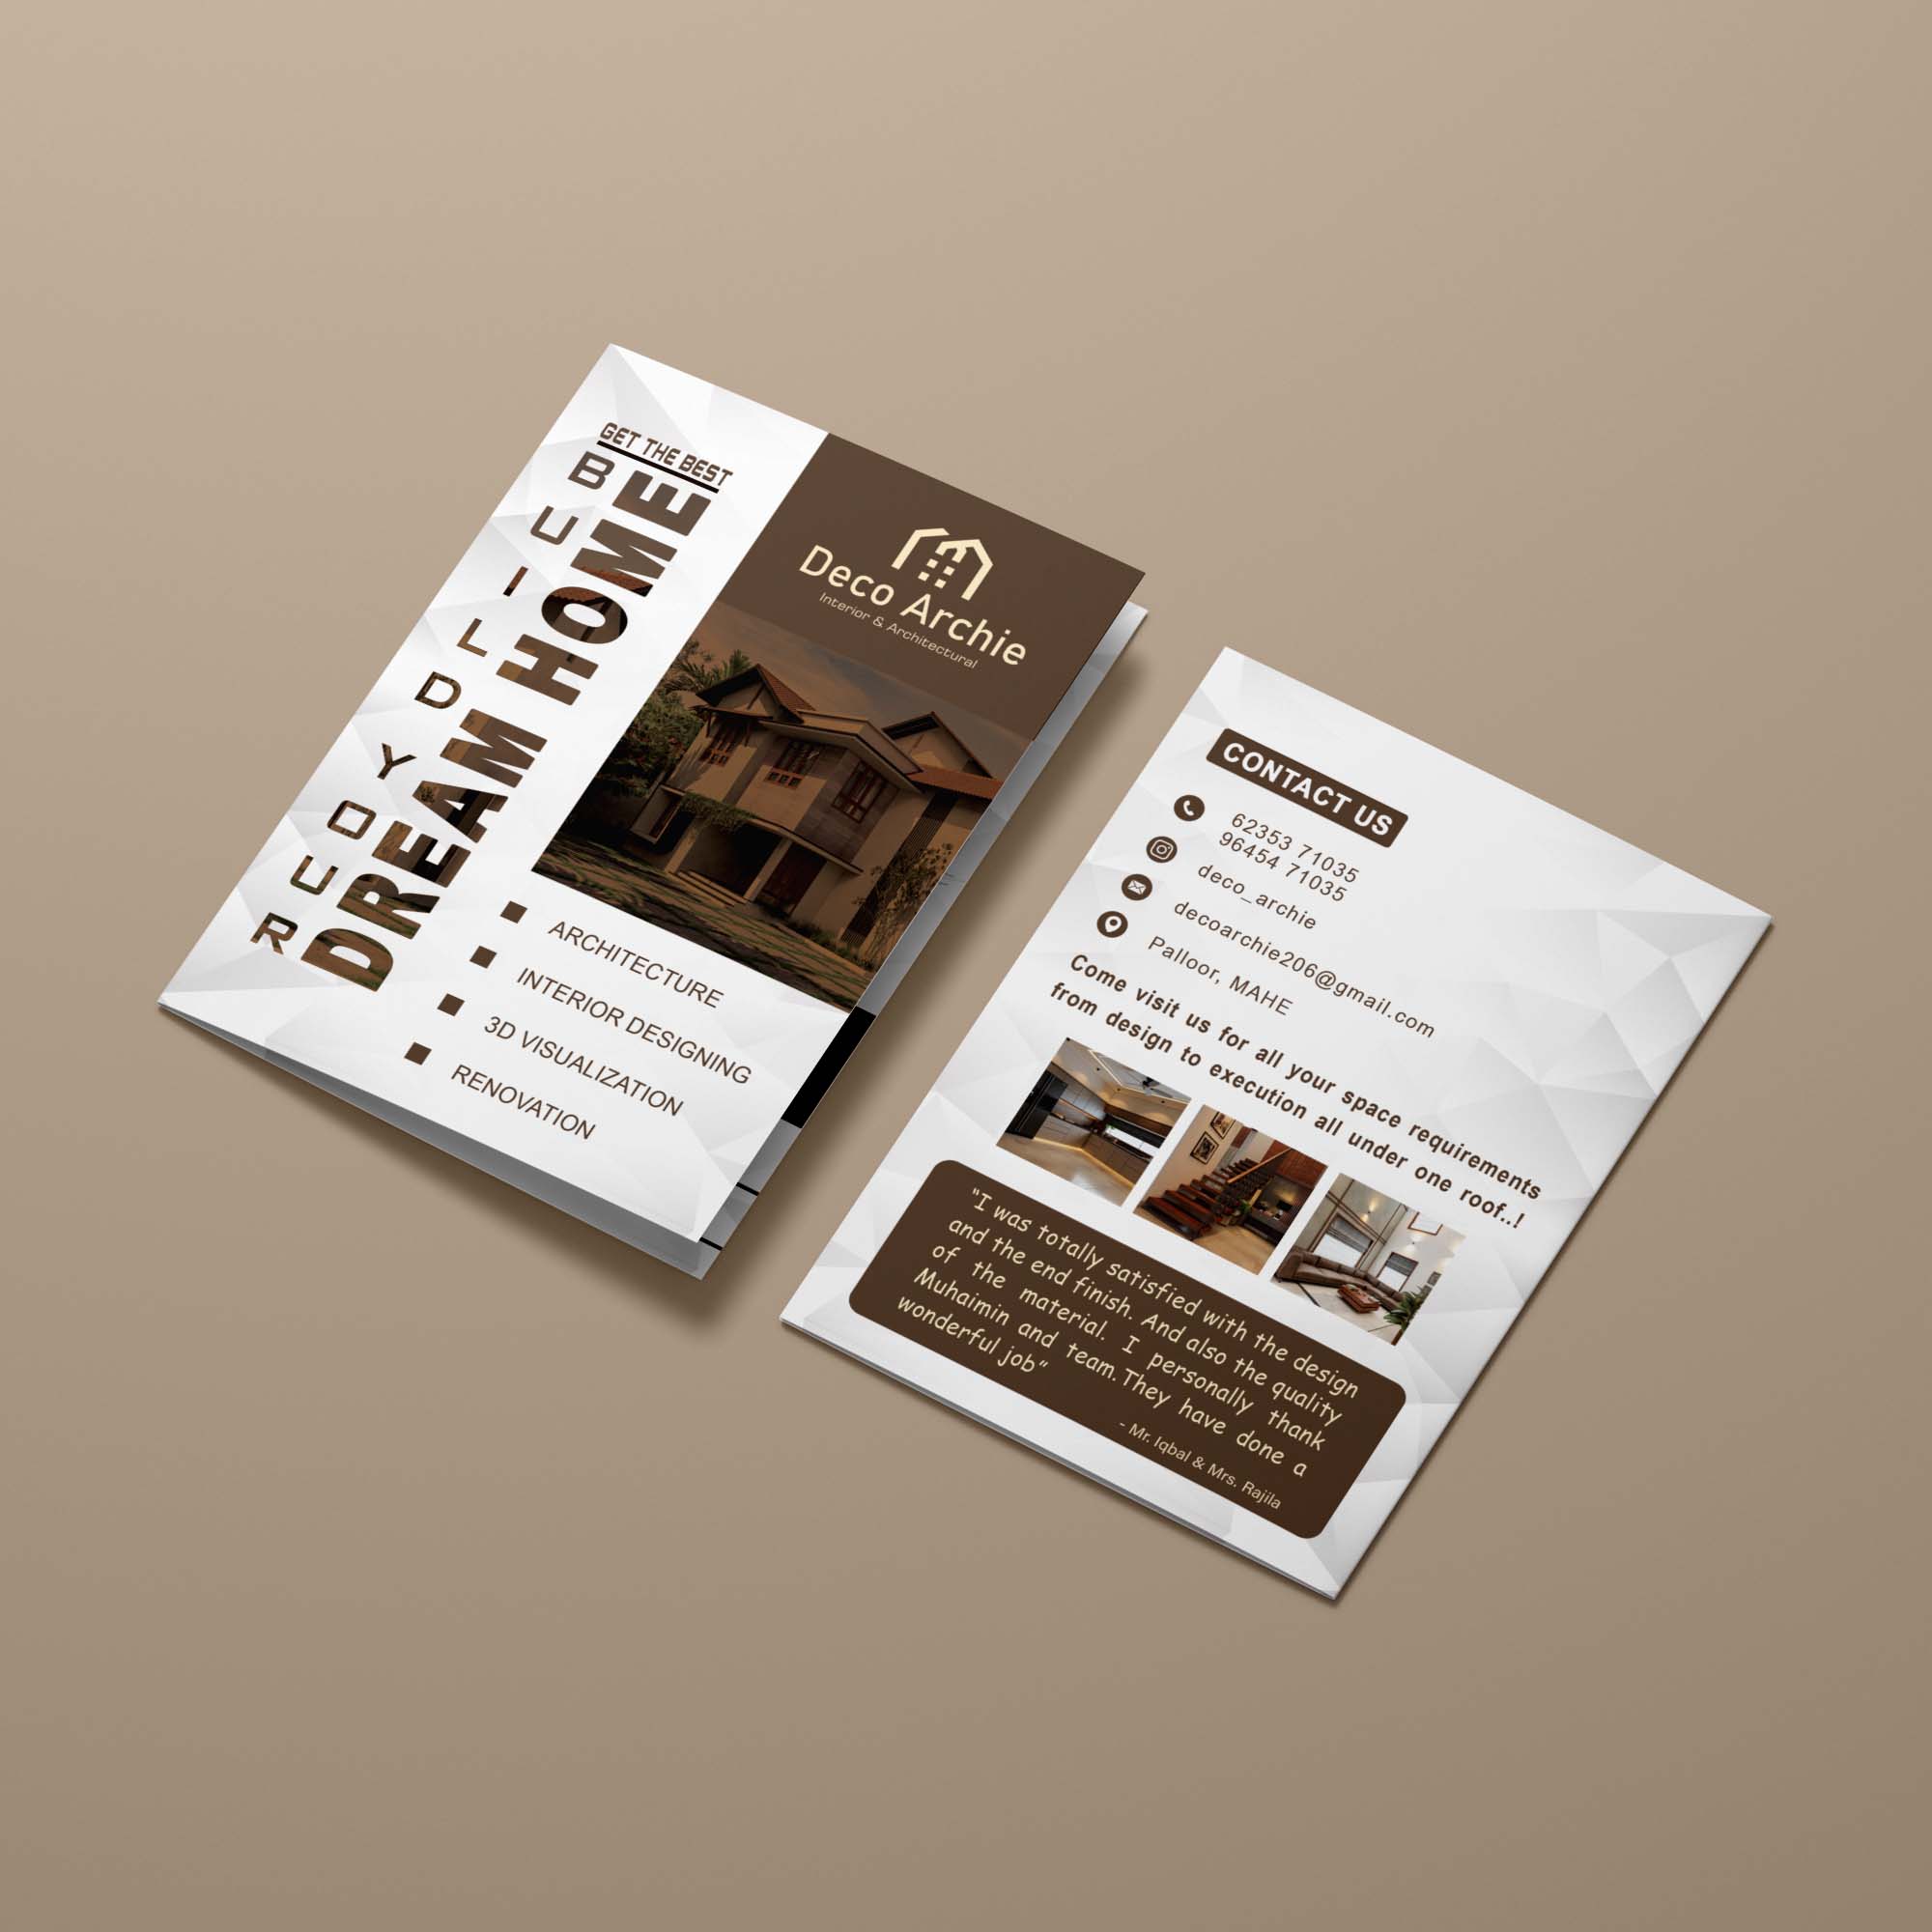 GET THE BEST
BUILD YOUR
DREAM HOME
Deco Archie
Interior & Architectural
ARCHITECTURE
INTERIOR DESIGNING
3D VISUALIZATION
RENOVATION
CONTACT US
62353 71035
96454 71035
deco_archie
decoarchie206@gmail.com
Palloor, MAHE
Come visit us for all your space requirements
from design to execution all under one roof..!
"I was totally satisfied with the design
and the end finish. And also the quality
of the material. I personally thank
Muhaimin and team. They have done a
wonderful job"
- Mr. Iqbal & Mrs. Rajila